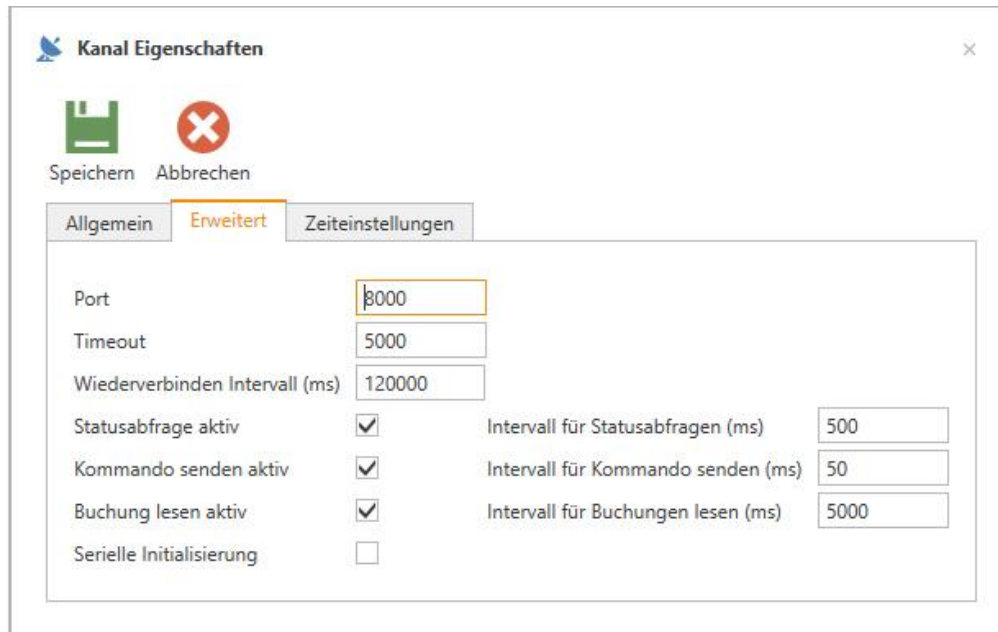 Kanal Eigenschaften
Speichern Abbrechen
Allgemein Erweitert Zeiteinstellungen
Port 8000
Timeout 5000
Wiederverbinden Intervall (ms) 120000
Statusabfrage aktiv Intervall für Statusabfragen (ms) 500
Kommando senden aktiv Intervall für Kommando senden (ms) 50
Buchung lesen aktiv Intervall für Buchungen lesen (ms) 5000
Serielle Initialisierung